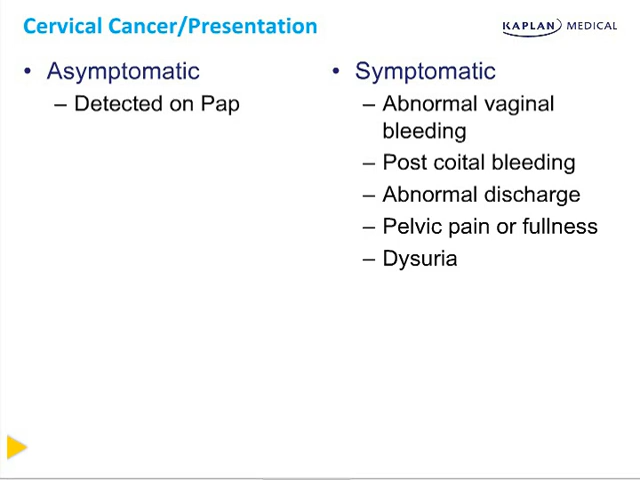 Cervical Cancer/Presentation
KAPLAN MEDICAL
• Asymptomatic
– Detected on Pap
• Symptomatic
– Abnormal vaginal
bleeding
– Post coital bleeding
– Abnormal discharge
– Pelvic pain or fullness
– Dysuria